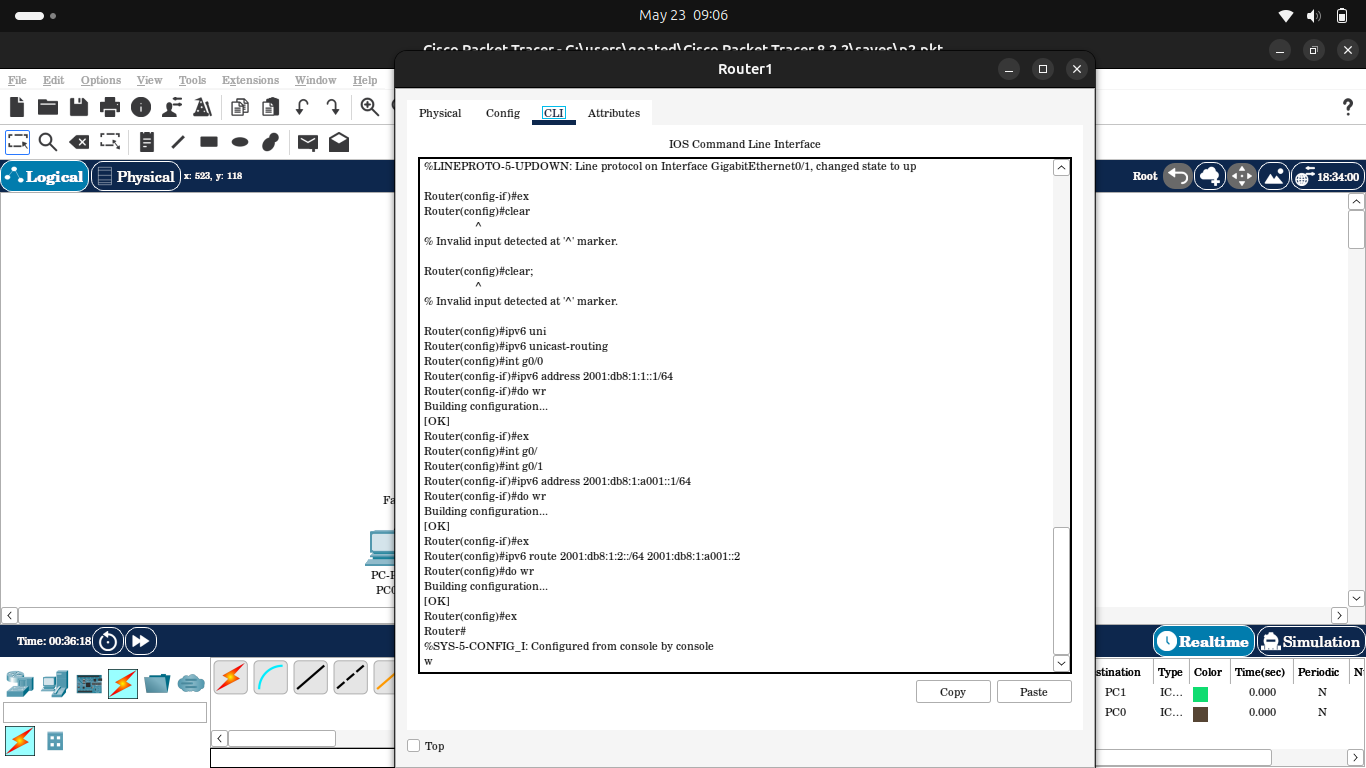 May 23 09:06
Cisco Packet Tracer - C:\users\goated\Cisco Packet Tracer 8.2.2\saves\p2.pkt
Router1
File Edit Options View Tools Extensions Window Help
Physical Config CLI Attributes
IOS Command Line Interface
Logical Physical x: 523, y: 118
Root 18:34:00
%LINEPROTO-5-UPDOWN: Line protocol on Interface GigabitEthernet0/1, changed state to up
Router(config-if)#ex
Router(config)#clear
^
% Invalid input detected at '^' marker.
Router(config)#clear;
^
% Invalid input detected at '^' marker.
Router(config)#ipv6 uni
Router(config)#ipv6 unicast-routing
Router(config)#int g0/0
Router(config-if)#ipv6 address 2001:db8:1:1::1/64
Router(config-if)#do wr
Building configuration...
[OK]
Router(config-if)#ex
Router(config)#int g0/
Router(config)#int g0/1
Router(config-if)#ipv6 address 2001:db8:1:a001::1/64
Router(config-if)#do wr
Building configuration...
[OK]
Router(config-if)#ex
Router(config)#ipv6 route 2001:db8:1:2::/64 2001:db8:1:a001::2
Router(config)#do wr
Building configuration...
[OK]
Router(config)#ex
Router#
%SYS-5-CONFIG_I: Configured from console by console
w
Copy Paste
Top
Fa
PC-P
PC0
Time: 00:36:18
Realtime Simulation
stination Type Color Time(sec) Periodic N
PC1 IC... 0.000 N
PC0 IC... 0.000 N